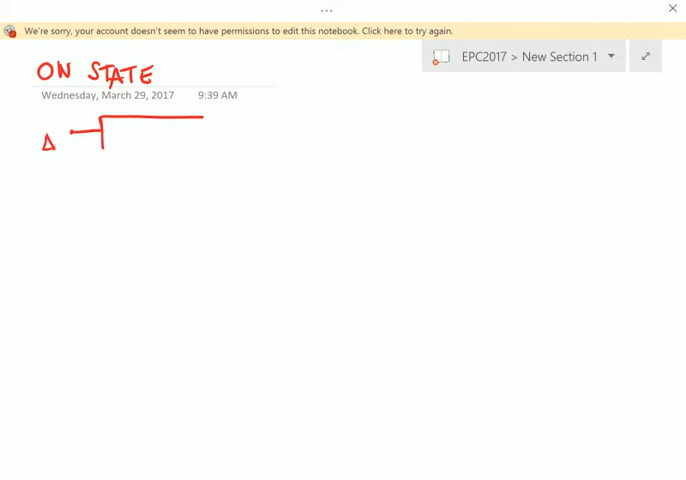 We're sorry, your account doesn't seem to have permissions to edit this notebook. Click here to try again.
EPC2017 > New Section 1
ON STATE
Wednesday, March 29, 2017 9:39 AM